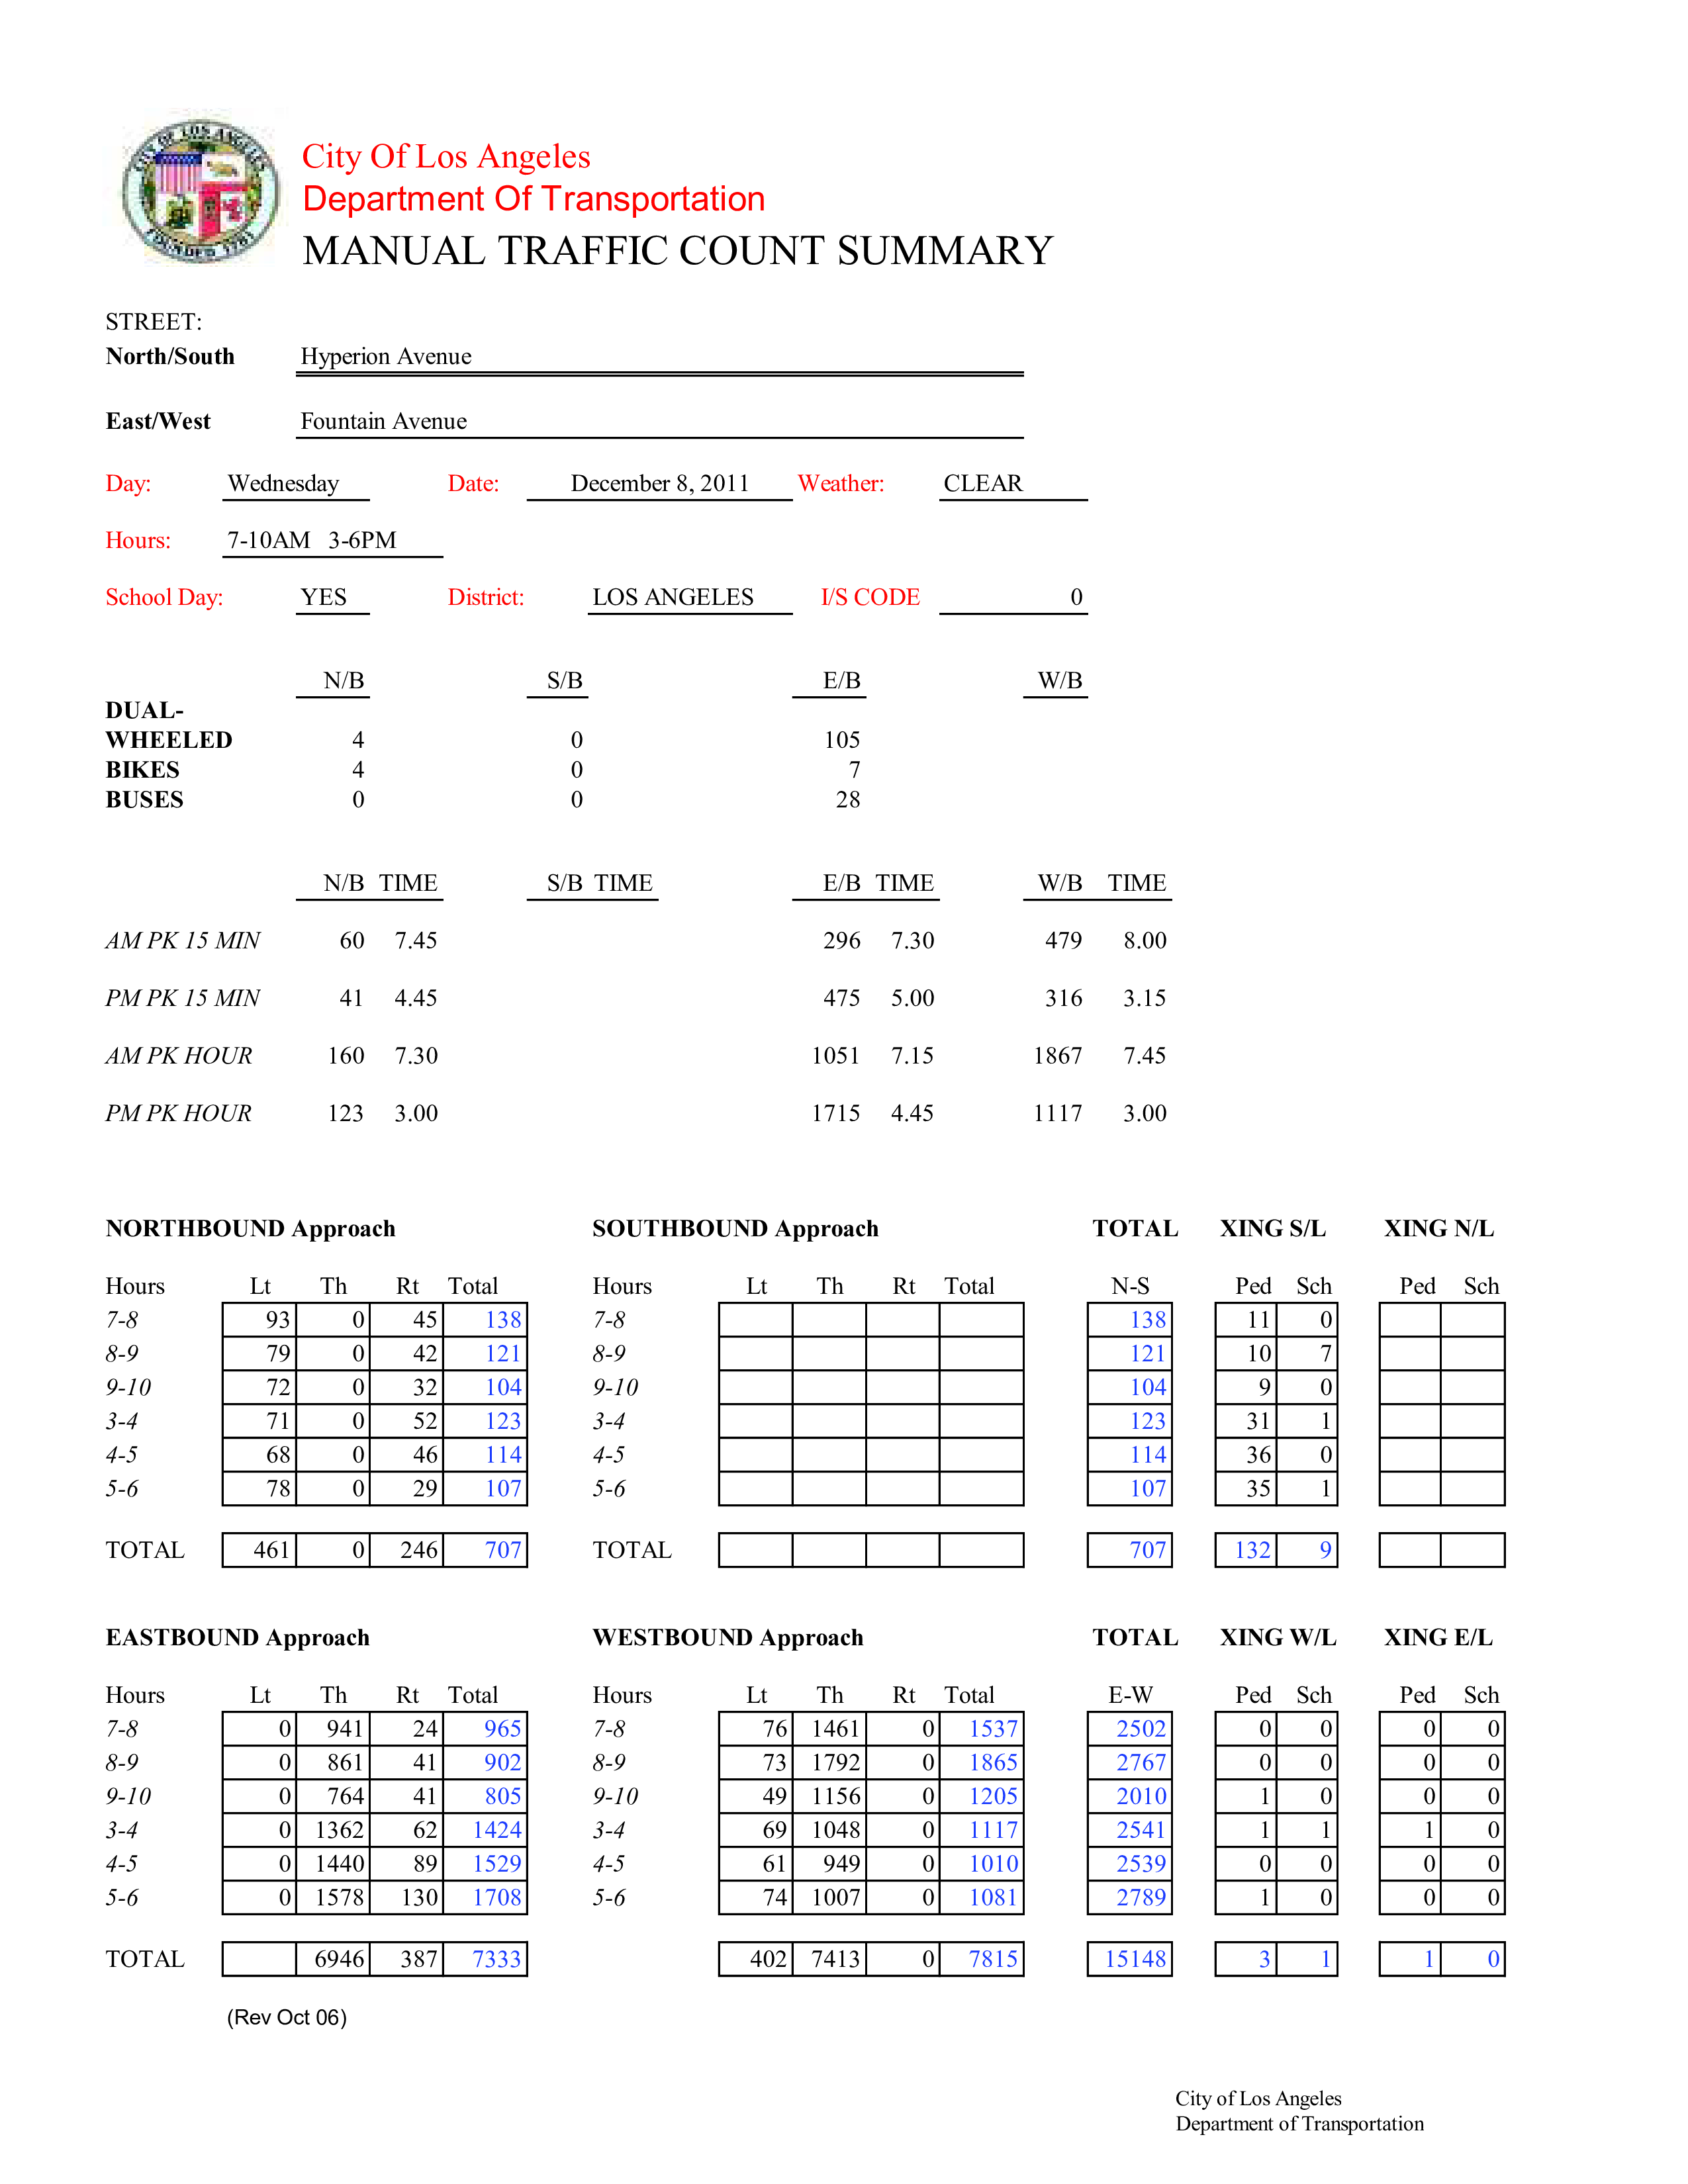 City Of Los Angeles
Department Of Transportation
MANUAL TRAFFIC COUNT SUMMARY
STREET:
North/South Hyperion Avenue
East/West Fountain Avenue
Day: Wednesday Date: December 8, 2011 Weather: CLEAR
Hours: 7-10AM 3-6PM
School Day: YES District: LOS ANGELES I/S CODE 0
N/B S/B E/B W/B
DUAL-
WHEELED 4 0 105
BIKES 4 0 7
BUSES 0 0 28
N/B TIME S/B TIME E/B TIME W/B TIME
AM PK 15 MIN 60 7.45 296 7.30 479 8.00
PM PK 15 MIN 41 4.45 475 5.00 316 3.15
AM PK HOUR 160 7.30 1051 7.15 1867 7.45
PM PK HOUR 123 3.00 1715 4.45 1117 3.00
NORTHBOUND Approach SOUTHBOUND Approach TOTAL XING S/L XING N/L
Hours Lt Th Rt Total Hours Lt Th Rt Total N-S Ped Sch Ped Sch
7-8 93 0 45 138 7-8 138 11 0
8-9 79 0 42 121 8-9 121 10 7
9-10 72 0 32 104 9-10 104 9 0
3-4 71 0 52 123 3-4 123 31 1
4-5 68 0 46 114 4-5 114 36 0
5-6 78 0 29 107 5-6 107 35 1
TOTAL 461 0 246 707 TOTAL 707 132 9
EASTBOUND Approach WESTBOUND Approach TOTAL XING W/L XING E/L
Hours Lt Th Rt Total Hours Lt Th Rt Total E-W Ped Sch Ped Sch
7-8 0 941 24 965 7-8 76 1461 0 1537 2502 0 0 0 0
8-9 0 861 41 902 8-9 73 1792 0 1865 2767 0 0 0 0
9-10 0 764 41 805 9-10 49 1156 0 1205 2010 1 0 0 0
3-4 0 1362 62 1424 3-4 69 1048 0 1117 2541 1 1 1 0
4-5 0 1440 89 1529 4-5 61 949 0 1010 2539 0 0 0 0
5-6 0 1578 130 1708 5-6 74 1007 0 1081 2789 1 0 0 0
TOTAL 6946 387 7333 402 7413 0 7815 15148 3 1 1 0
(Rev Oct 06)
City of Los Angeles
Department of Transportation